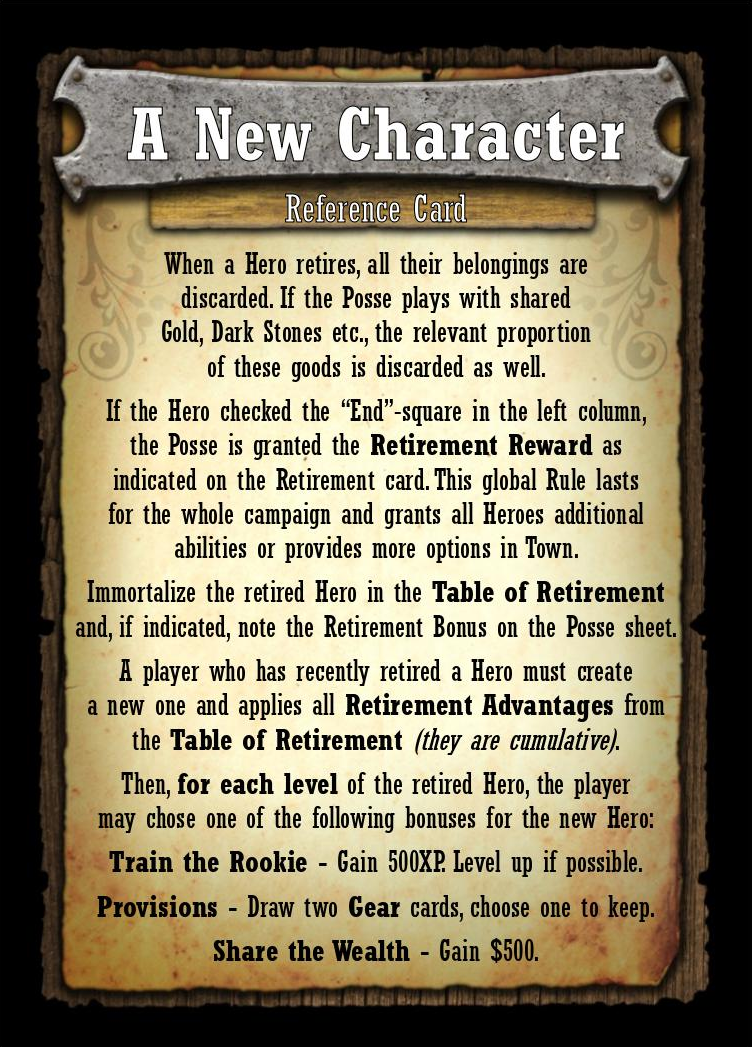 A New Character
Reference Card
When a Hero retires, all their belongings are
discarded. If the Posse plays with shared
Gold, Dark Stones etc., the relevant proportion
of these goods is discarded as well.
If the Hero checked the “End”-square in the left column,
the Posse is granted the Retirement Reward as
indicated on the Retirement card. This global Rule lasts
for the whole campaign and grants all Heroes additional
abilities or provides more options in Town.
Immortalize the retired Hero in the Table of Retirement
and, if indicated, note the Retirement Bonus on the Posse sheet.
A player who has recently retired a Hero must create
a new one and applies all Retirement Advantages from
the Table of Retirement (they are cumulative).
Then, for each level of the retired Hero, the player
may chose one of the following bonuses for the new Hero:
Train the Rookie - Gain 500XP. Level up if possible.
Provisions - Draw two Gear cards, choose one to keep.
Share the Wealth - Gain $500.